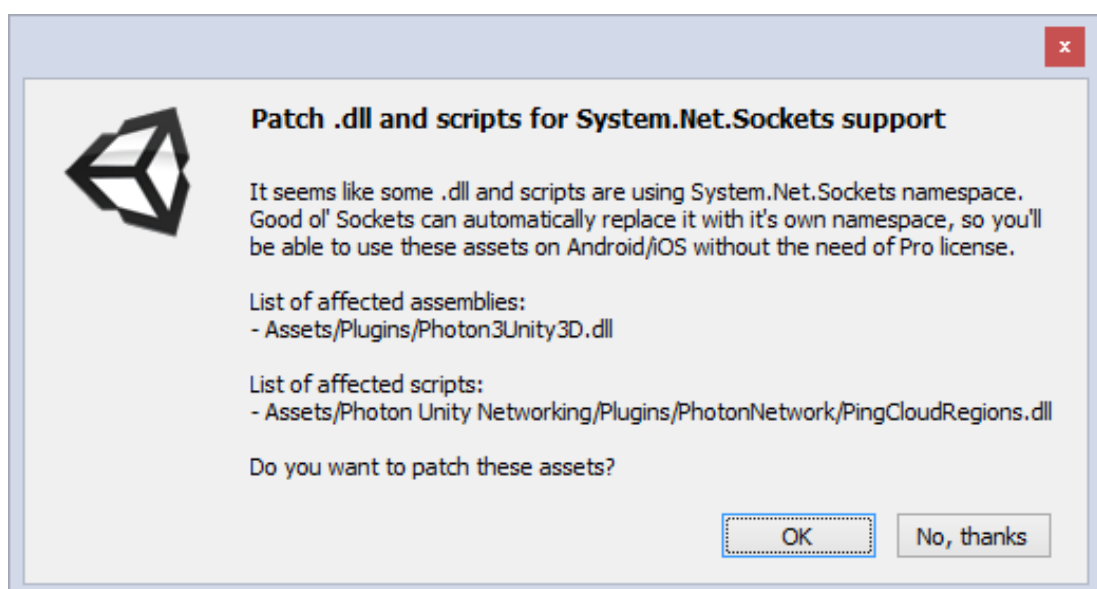 x
Patch .dll and scripts for System.Net.Sockets support
It seems like some .dll and scripts are using System.Net.Sockets namespace.
Good ol' Sockets can automatically replace it with it's own namespace, so you'll
be able to use these assets on Android/iOS without the need of Pro license.
List of affected assemblies:
- Assets/Plugins/Photon3Unity3D.dll
List of affected scripts:
- Assets/Photon Unity Networking/Plugins/PhotonNetwork/PingCloudRegions.dll
Do you want to patch these assets?
OK
No, thanks